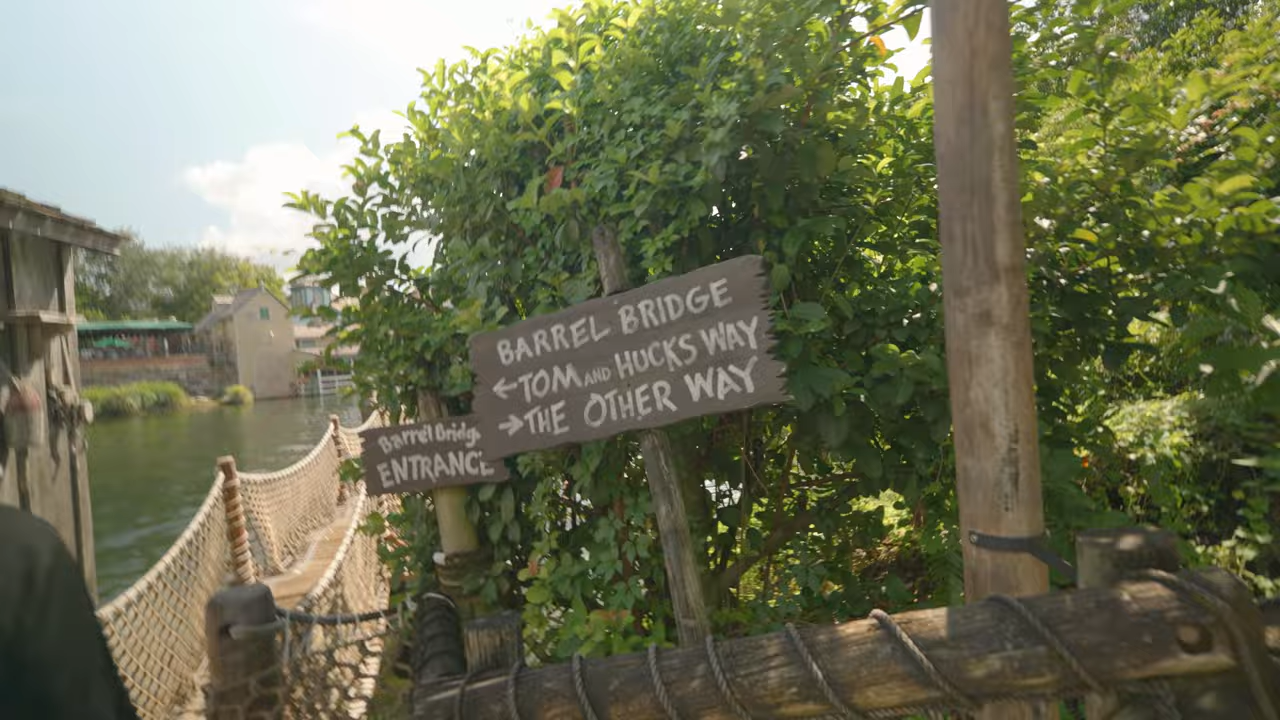 BARREL BRIDGE
←TOM AND HUCKS WAY
→THE OTHER WAY
Barrel Bridge
ENTRANCE